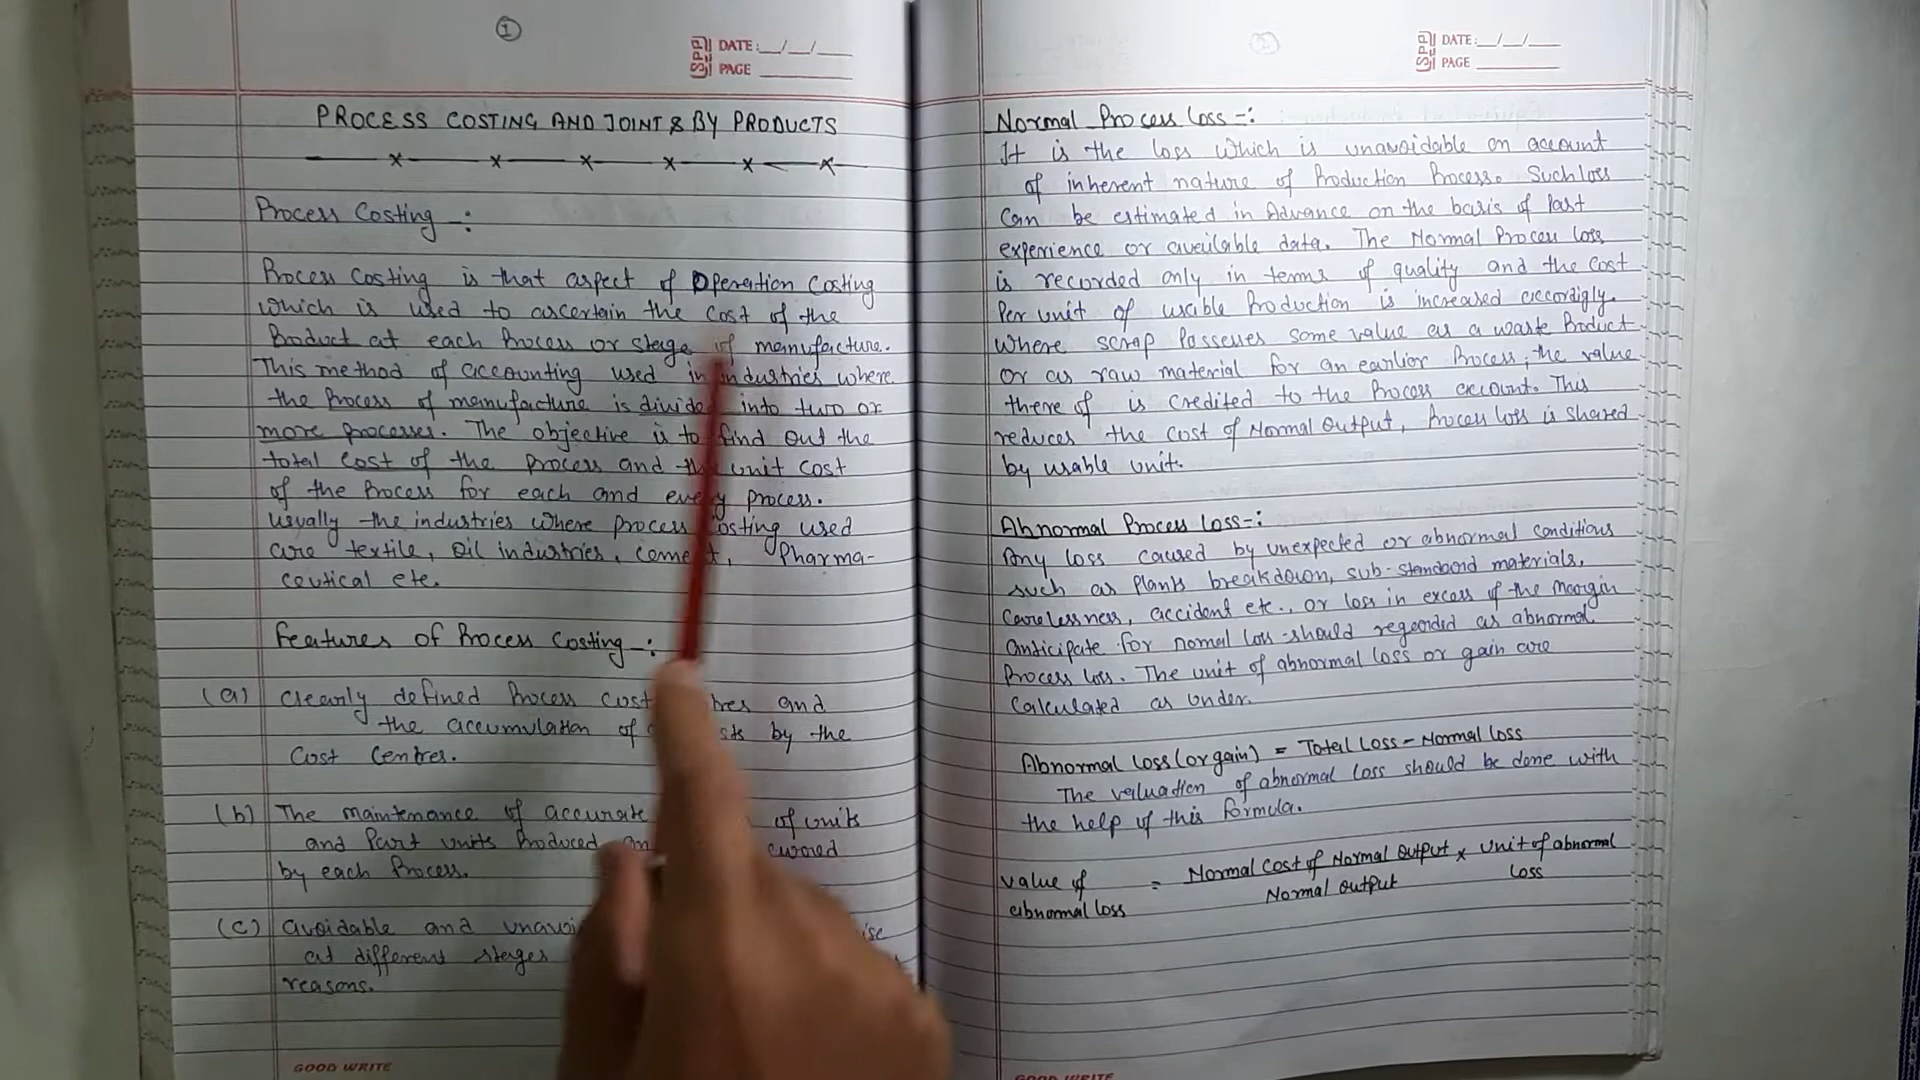 1
SPP DATE:__/__/____
PAGE
PROCESS COSTING AND JOINT & BY PRODUCTS
Process Costing -:
Process Costing is that aspect of Operation Costing
which is used to ascertain the cost of the
Product at each Process or stage of manufacture.
This method of accounting used in industries where
the Process of manufacture is divided into two or
more processes. The objective is to find out the
total cost of the process and the unit cost
of the Process for each and every process.
usually the industries where process costing used
are textile, Oil industries, cement, Pharma-
ceutical etc.
Features of Process Costing -:
(a) clearly defined Process cost and
the accumulation of by the
Cost Centres.
(b) The maintenance of accurate of units
and Part units Produced
by each Process.
(c) avoidable and
at different stages
reasons.
GOOD WRITE
2
SPP DATE:__/__/____
PAGE
Normal Process Loss -:
It is the loss which is unavoidable on account
of inherent nature of Production Process. Such loss
can be estimated in Advance on the basis of Past
experience or available data. The Normal Process loss
is recorded only in terms of quality and the cost
Per unit of usable Production is increased accordigly.
where scrap Possesses some value as a waste Product
or as raw material for an earlior Process, the value
there of is credited to the Process account. This
reduces the cost of Normal Output, Process loss is shared
by usable unit.
Abnormal Process Loss -:
Any loss caused by unexpected or abnormal conditions
such as Plants breakdown, sub-standard materials,
Carelessness, accident etc., or loss in excess of the Margin
anticipate for nomal loss should regarded as abnormal
Process loss. The unit of abnormal loss or gain are
Calculated as under.
Abnormal Loss (or gain) = Total Loss - Normal Loss
The valuation of abnormal loss should be done with
the help of this formula.
value of abnormal loss = Normal Cost of Normal Output / Normal Output x Unit of abnormal loss
GOOD WRITE